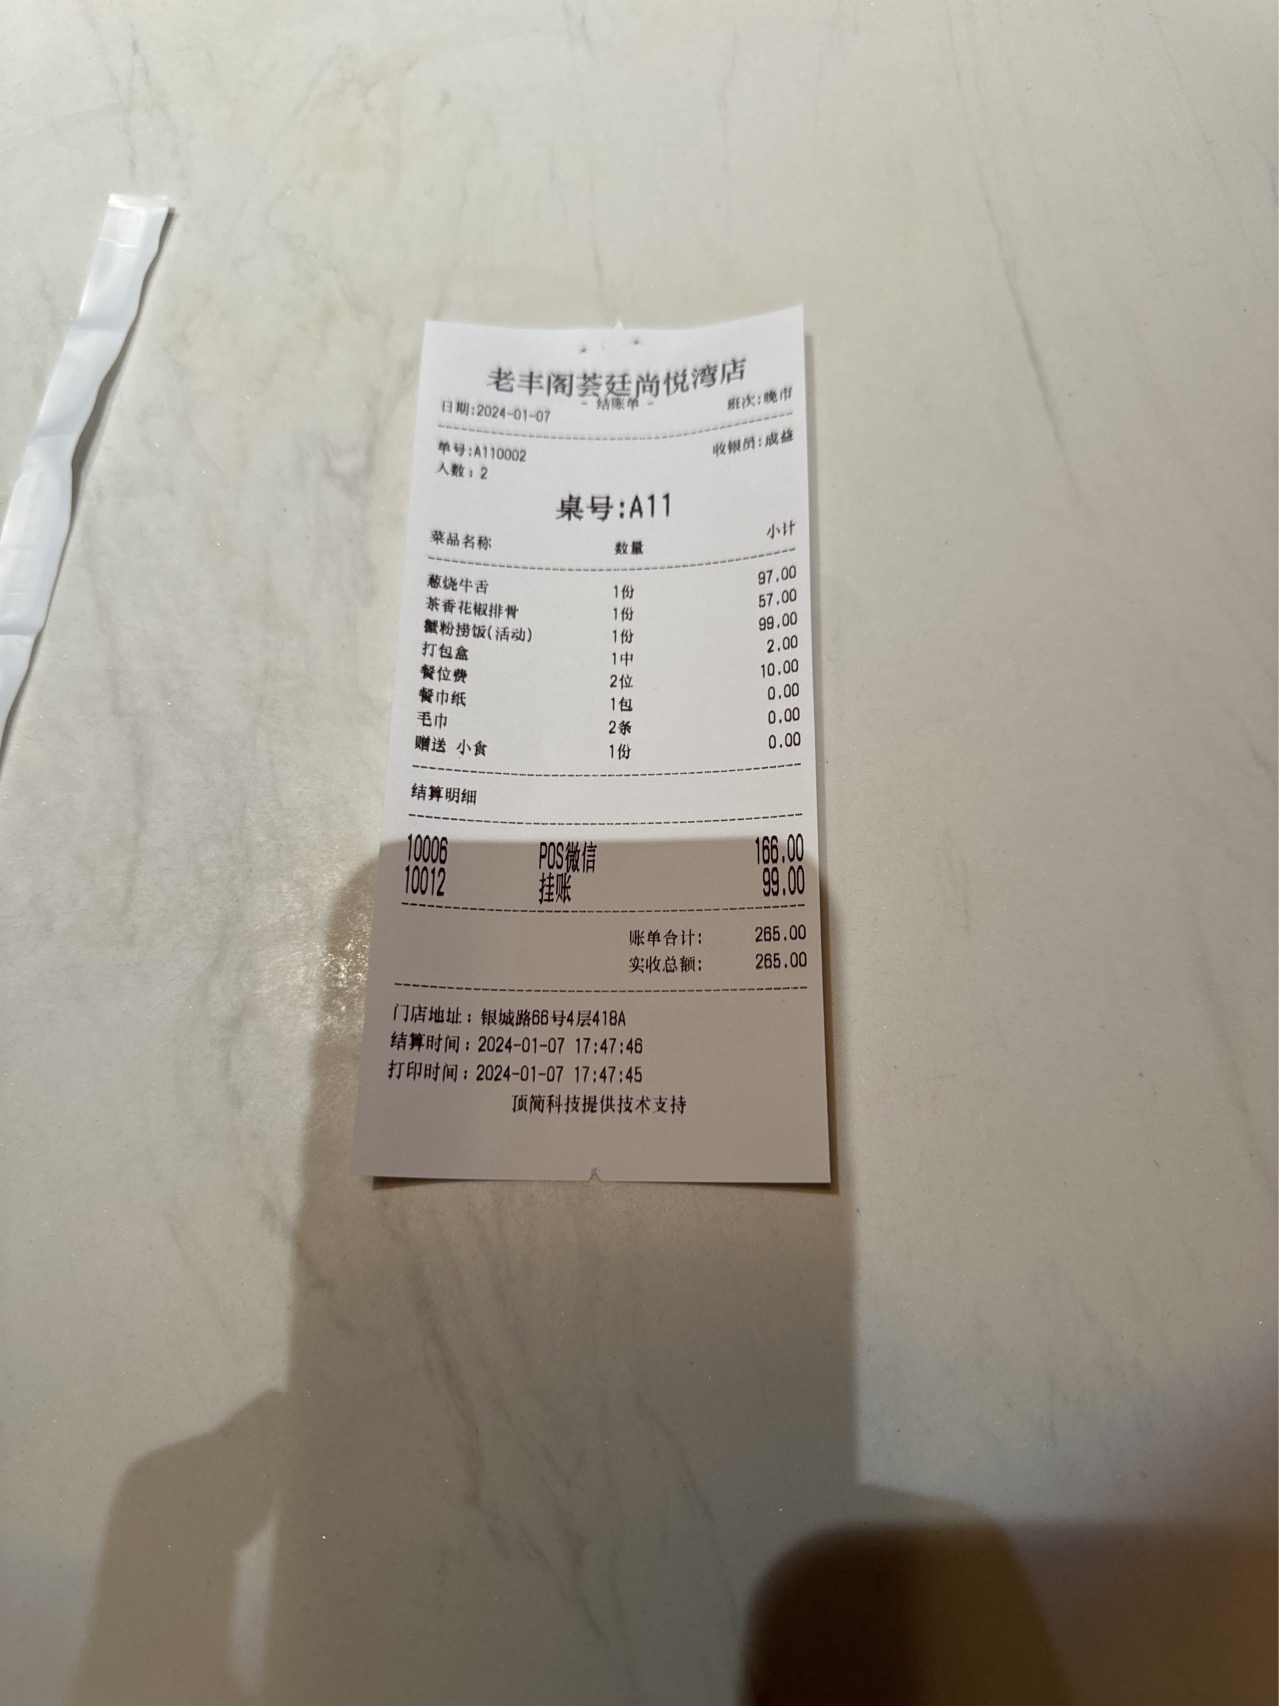 老丰阁荟廷尚悦湾店
- 结账单 -
日期:2024-01-07 班次:晚市
单号:A110002 收银员:成益
人数:2
桌号:A11
菜品名称 数量 小计
葱烧牛舌 1份 97.00
茶香花椒排骨 1份 57.00
蟹粉捞饭(活动) 1份 99.00
打包盒 1中 2.00
餐位费 2位 10.00
餐巾纸 1包 0.00
毛巾 2条 0.00
赠送 小食 1份 0.00
结算明细
10006 POS微信 166.00
10012 挂账 99.00
账单合计: 265.00
实收总额: 265.00
门店地址:银城路66号4层418A
结算时间:2024-01-07 17:47:46
打印时间:2024-01-07 17:47:45
顶简科技提供技术支持